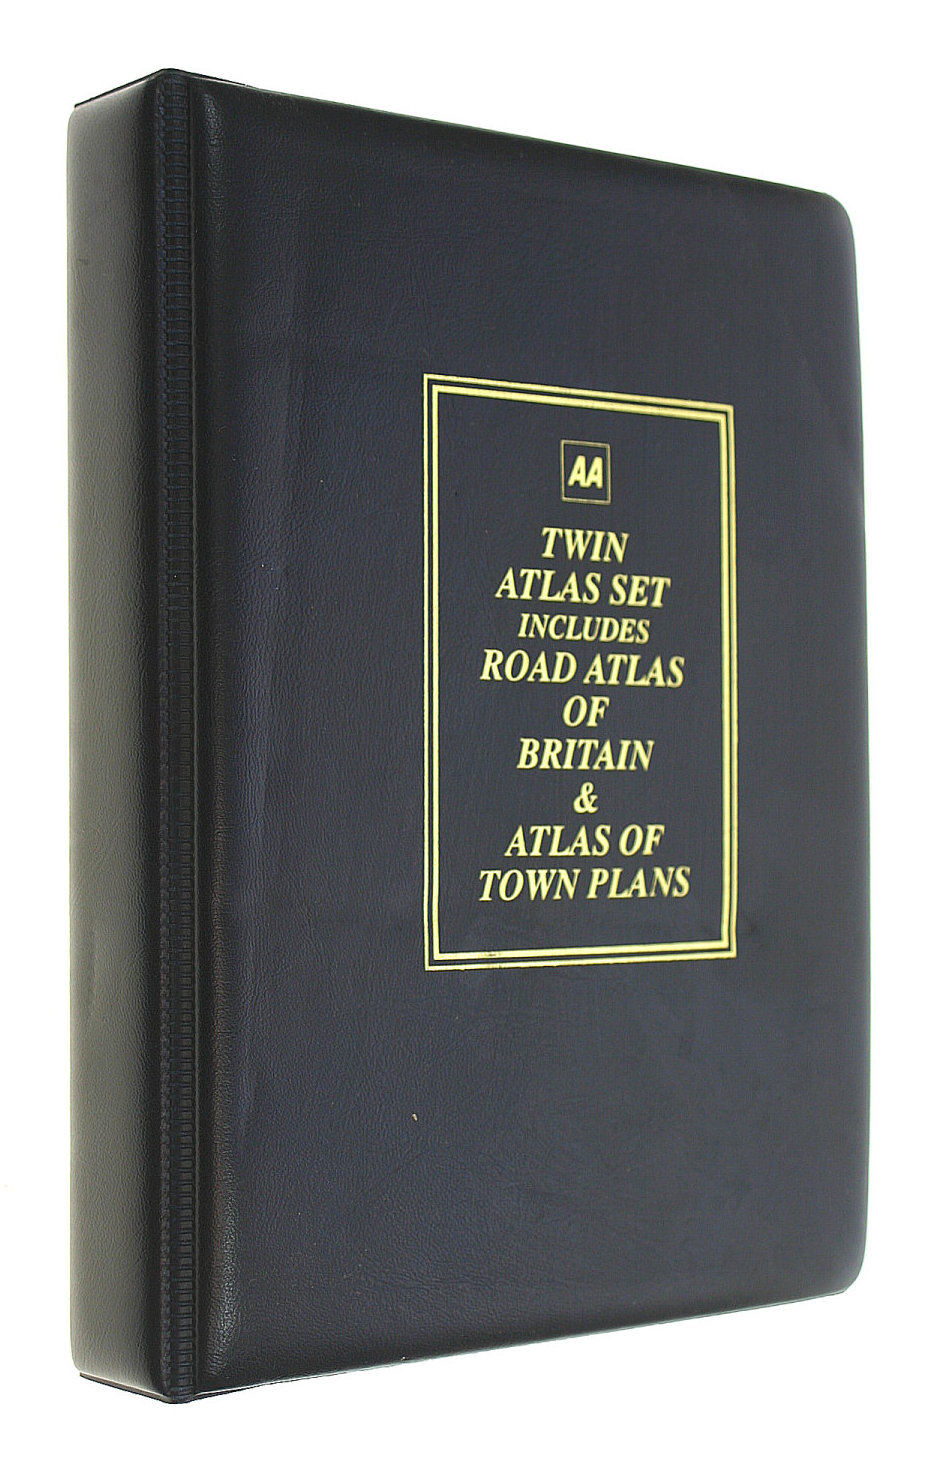 AA
TWIN
ATLAS SET
INCLUDES
ROAD ATLAS
OF
BRITAIN
&
ATLAS OF
TOWN PLANS